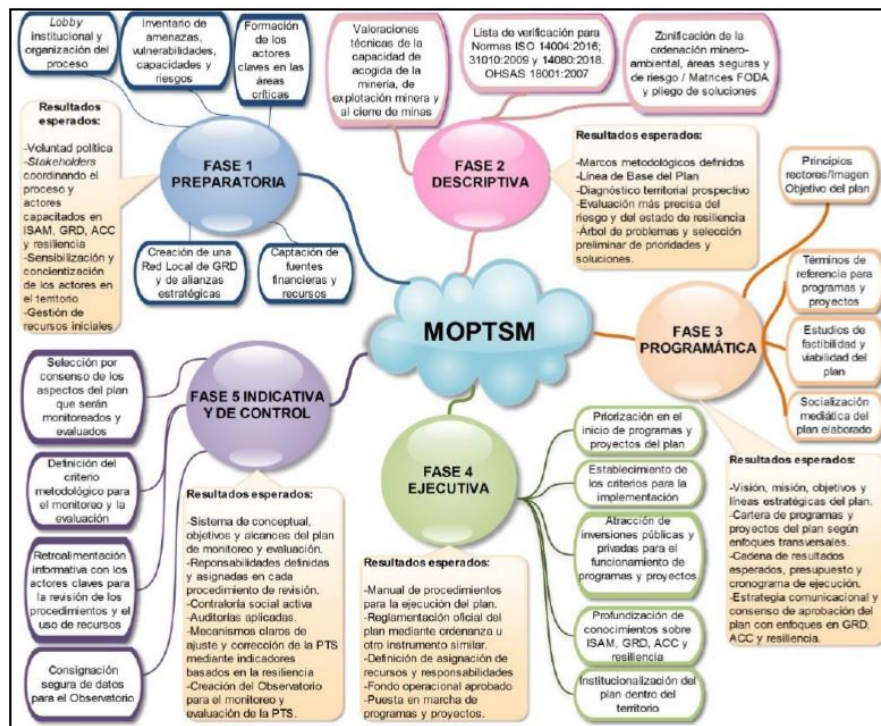 Lobby
institucional y
organización del
proceso
Inventario de
amenazas,
vulnerabilidades,
capacidades y
riesgos
Formación
de los
actores
claves en las
áreas
críticas
Resultados
esperados:
-Voluntad política
-Stakeholders
coordinando el
proceso y
actores
capacitados en
ISAM, GRD, ACC
y resiliencia
-Sensibilización y
concientización
de los actores en
el territorio
-Gestión de
recursos iniciales
FASE 1
PREPARATORIA
Creación de una
Red Local de GRD
y de alianzas
estratégicas
Captación de
fuentes
financieras y
recursos
Valoraciones
técnicas de la
capacidad de
acogida de la
minería, de
explotación minera y
al cierre de minas
Lista de verificación para
Normas ISO 14004:2016;
31010:2009 y 14080:2018.
OHSAS 18001:2007
Zonificación de la
ordenación minero-
ambiental, áreas seguras y
de riesgo / Matrices FODA
y pliego de soluciones
FASE 2
DESCRIPTIVA
Resultados esperados:
-Marcos metodológicos definidos
-Línea de Base del Plan
-Diagnóstico territorial prospectivo
-Evaluación más precisa del
riesgo y del estado de resiliencia
-Árbol de problemas y selección
preliminar de prioridades y
soluciones.
MOPTSM
Principios
rectores/Imagen
Objetivo del plan
Términos de
referencia para
programas y
proyectos
Estudios de
factibilidad y
viabilidad del
plan
Socialización
mediática del
plan elaborado
FASE 3
PROGRAMÁTICA
Resultados esperados:
-Visión, misión, objetivos y
líneas estratégicas del plan.
-Cartera de programas y
proyectos del plan según
enfoques transversales.
-Cadena de resultados
esperados, presupuesto y
cronograma de ejecución.
-Estrategia comunicacional y
consenso de aprobación del
plan con enfoques en GRD,
ACC y resiliencia.
FASE 4
EJECUTIVA
Priorización en el
inicio de programas y
proyectos del plan
Establecimiento de
los criterios para la
implementación
Atracción de
inversiones públicas y
privadas para el
funcionamiento de
programas y proyectos.
Profundización de
conocimientos sobre
ISAM, GRD, ACC y
resiliencia
Institucionalización del
plan dentro del
territorio
Resultados esperados:
-Manual de procedimientos
para la ejecución del plan.
-Reglamentación oficial del
plan mediante ordenanza u
otro instrumento similar.
-Definición de asignación de
recursos y responsabilidades
-Fondo operacional aprobado
-Puesta en marcha de
programas y proyectos.
FASE 5 INDICATIVA
Y DE CONTROL
Selección por
consenso de los
aspectos del plan
que serán
monitoreados y
evaluados
Definición del
criterio
metodológico para
el monitoreo y la
evaluación
Retroalimentación
informativa con los
actores claves para
la revisión de los
procedimientos y el
uso de recursos
Consignación
segura de datos
para el Observatorio
Resultados esperados:
-Sistema de conceptual,
objetivos y alcances del plan
de monitoreo y evaluación.
-Reponsabilidades definidas
y asignadas en cada
procedimiento de revisión.
-Contraloría social activa
-Auditorías aplicadas.
-Mecanismos claros de
ajuste y corrección de la PTS
mediante indicadores
basados en la resiliencia
-Creación del Observatorio
para el monitoreo y
evaluación de la PTS.